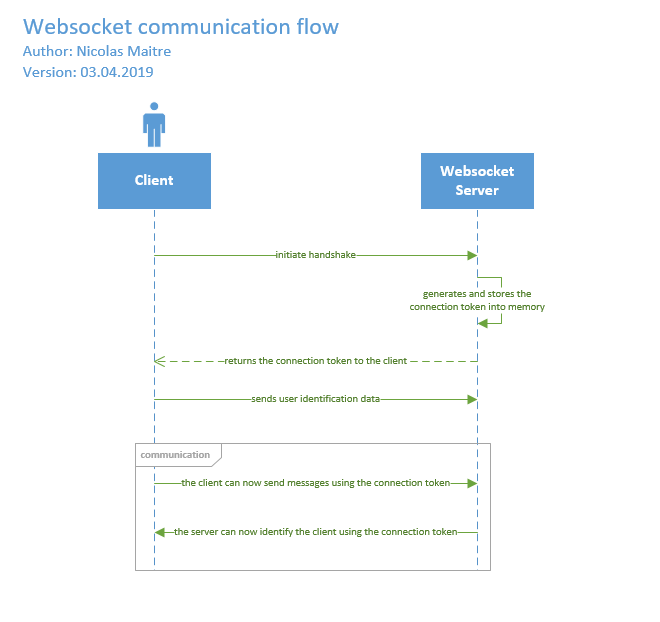 Websocket communication flow
Author: Nicolas Maitre
Version: 03.04.2019
Client
Websocket
Server
initiate handshake
generates and stores the
connection token into memory
returns the connection token to the client
sends user identification data
communication
the client can now send messages using the connection token
the server can now identify the client using the connection token